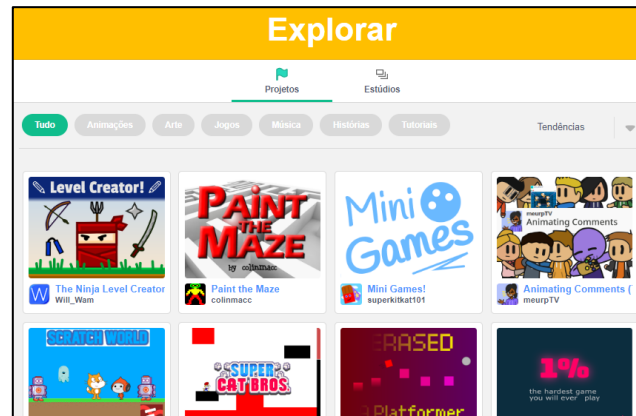 Explorar
Projetos
Estúdios
Tudo
Animações
Arte
Jogos
Música
Histórias
Tutoriais
Tendências
Level Creator!
PAINT
THE
MAZE
by colinmacc
Mini
Games
meurpTV
Animating Comments
The Ninja Level Creator
Will_Wam
Paint the Maze
colinmacc
Mini Games!
superkitkat101
Animating Comments (
meurpTV
SCRATCH WORLD
SUPER
CAT BROS.
ERASED
Platformer
1%
the hardest game
you will ever play